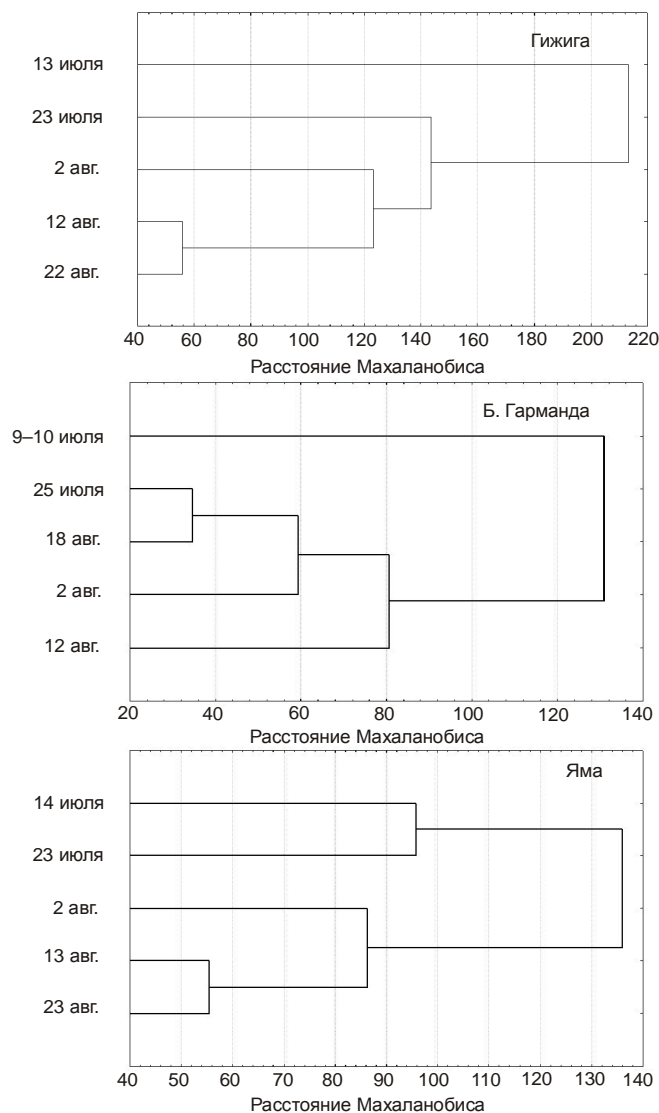 Гижига
13 июля
23 июля
2 авг.
12 авг.
22 авг.
40 60 80 100 120 140 160 180 200 220
Расстояние Махаланобиса
Б. Гарманда
9–10 июля
25 июля
18 авг.
2 авг.
12 авг.
20 40 60 80 100 120 140
Расстояние Махаланобиса
Яма
14 июля
23 июля
2 авг.
13 авг.
23 авг.
40 50 60 70 80 90 100 110 120 130 140
Расстояние Махаланобиса